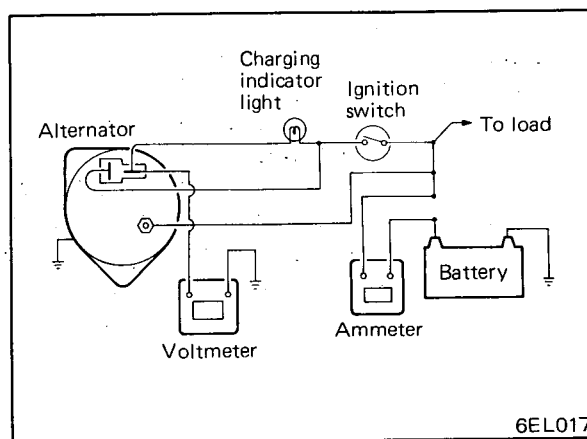 Charging
indicator
light
Ignition
switch
Alternator
To load
Battery
Voltmeter
Ammeter
6EL017